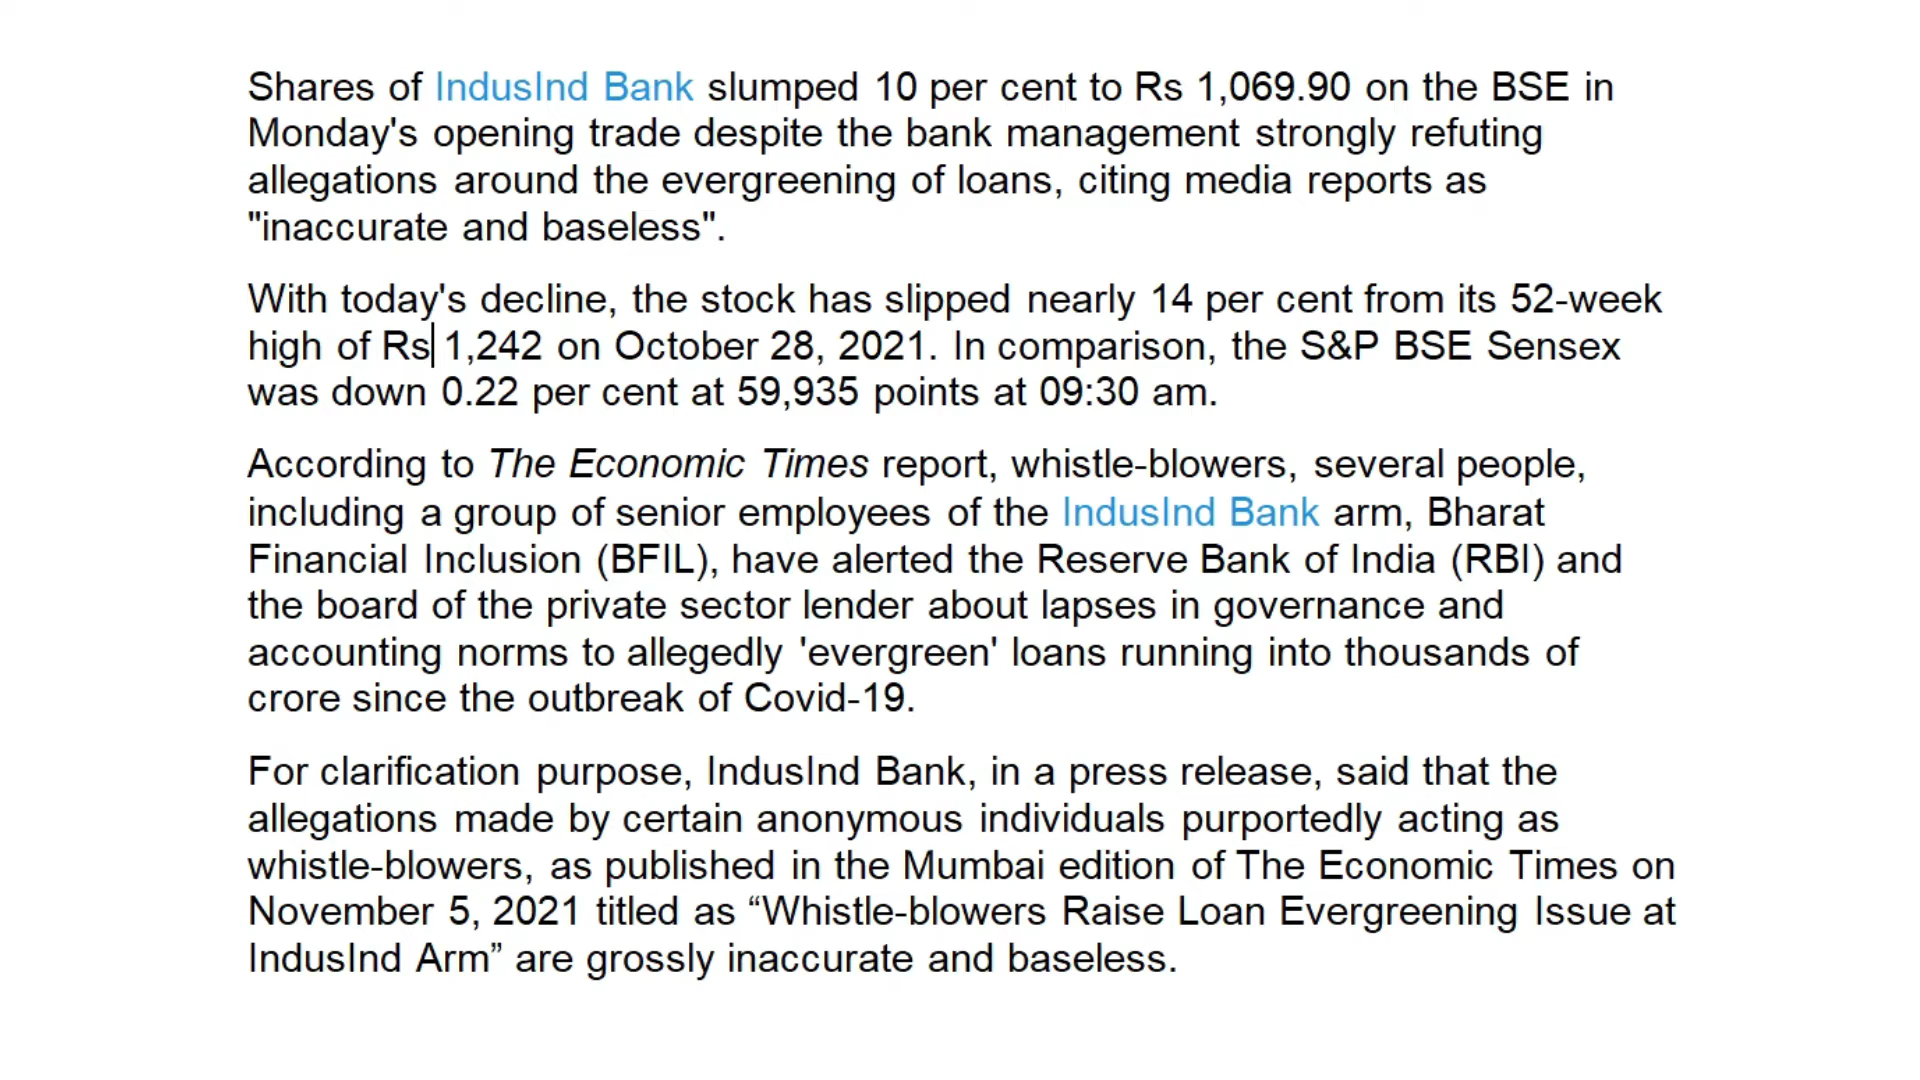 Shares of IndusInd Bank slumped 10 per cent to Rs 1,069.90 on the BSE in
Monday's opening trade despite the bank management strongly refuting
allegations around the evergreening of loans, citing media reports as
"inaccurate and baseless".
With today's decline, the stock has slipped nearly 14 per cent from its 52-week
high of Rs 1,242 on October 28, 2021. In comparison, the S&P BSE Sensex
was down 0.22 per cent at 59,935 points at 09:30 am.
According to The Economic Times report, whistle-blowers, several people,
including a group of senior employees of the IndusInd Bank arm, Bharat
Financial Inclusion (BFIL), have alerted the Reserve Bank of India (RBI) and
the board of the private sector lender about lapses in governance and
accounting norms to allegedly 'evergreen' loans running into thousands of
crore since the outbreak of Covid-19.
For clarification purpose, IndusInd Bank, in a press release, said that the
allegations made by certain anonymous individuals purportedly acting as
whistle-blowers, as published in the Mumbai edition of The Economic Times on
November 5, 2021 titled as “Whistle-blowers Raise Loan Evergreening Issue at
IndusInd Arm” are grossly inaccurate and baseless.